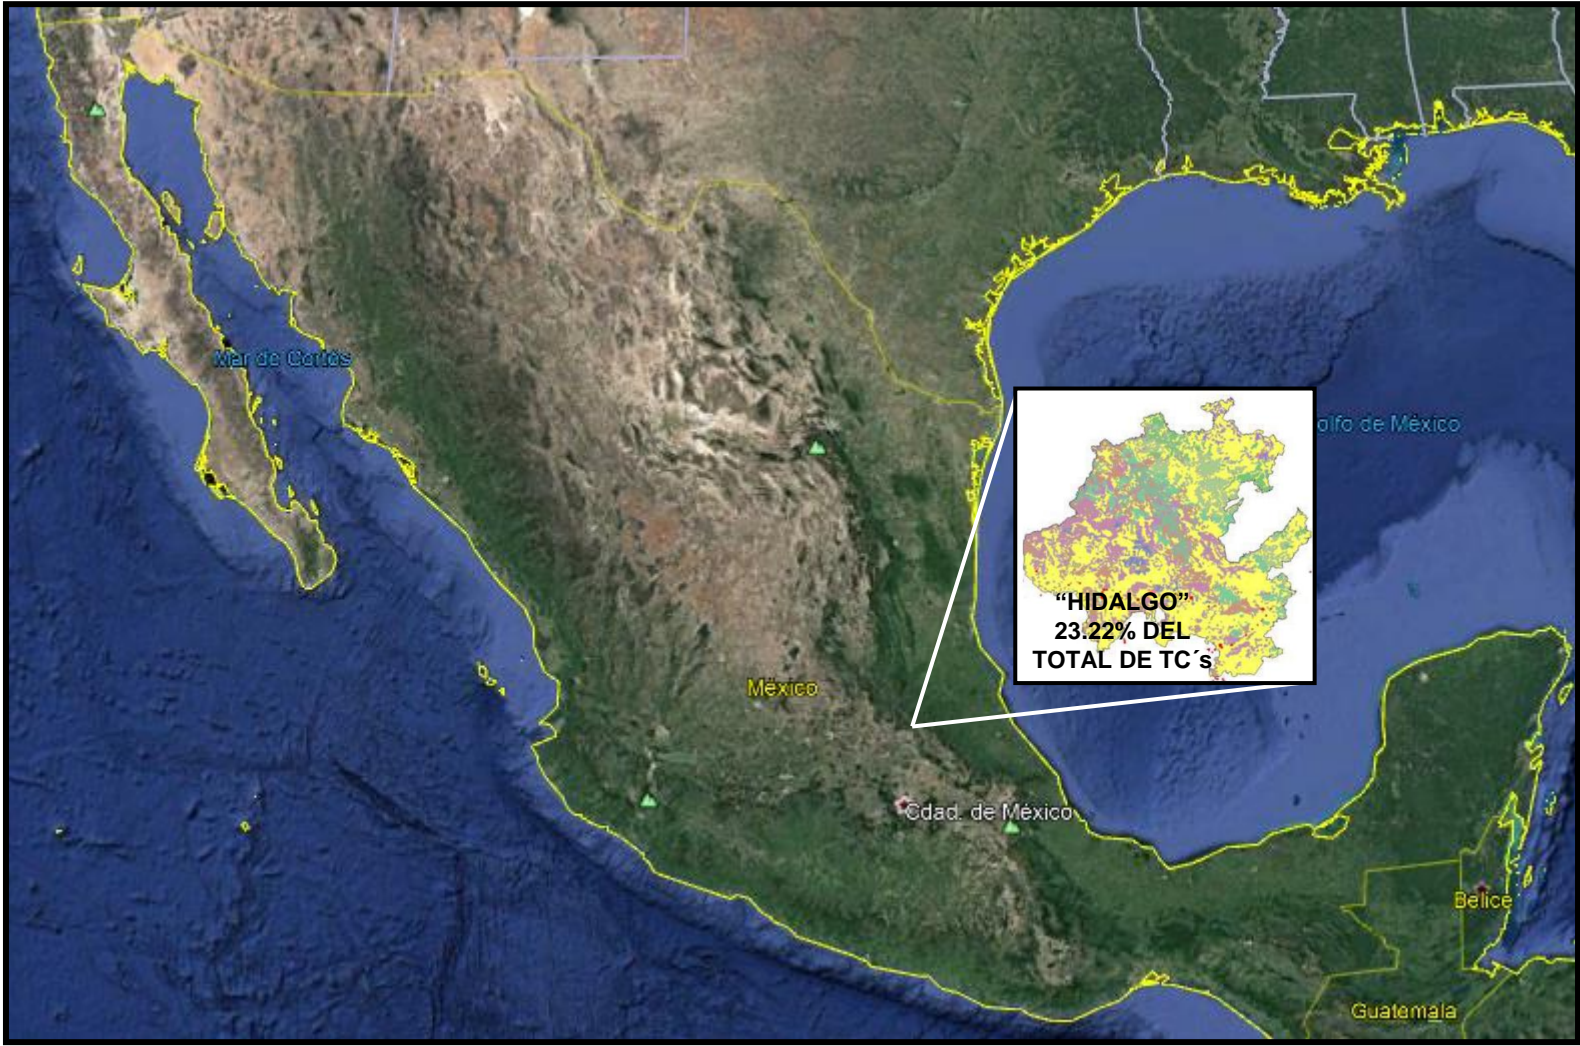 Mar de Cortés
olfo de México
“HIDALGO”
23.22% DEL
TOTAL DE TC´s
México
Cdad. de México
Belice
Guatemala